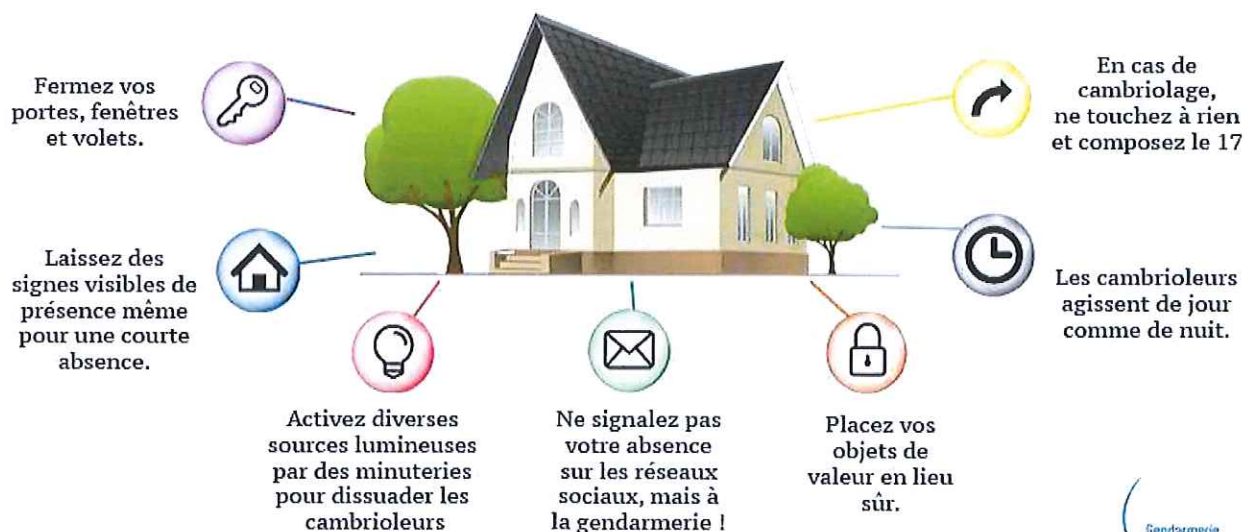 Fermez vos
portes, fenêtres
et volets.
Laissez des
signes visibles de
présence même
pour une courte
absence.
Activez diverses
sources lumineuses
par des minuteries
pour dissuader les
cambrioleurs
Ne signalez pas
votre absence
sur les réseaux
sociaux, mais à
la gendarmerie !
Placez vos
objets de
valeur en lieu
sûr.
En cas de
cambriolage,
ne touchez à rien
et composez le 17
Les cambrioleurs
agissent de jour
comme de nuit.
Gendarmerie